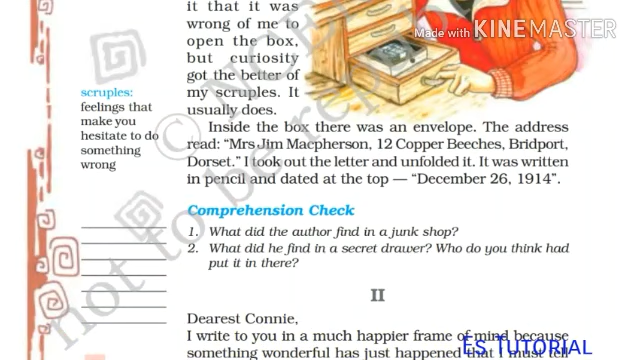 it that it was
wrong of me to
open the box,
but curiosity
got the better of
my scruples. It
usually does.
Made with KINEMASTER
scruples:
feelings that
make you
hesitate to do
something
wrong
Inside the box there was an envelope. The address
read: “Mrs Jim Macpherson, 12 Copper Beeches, Bridport,
Dorset.” I took out the letter and unfolded it. It was written
in pencil and dated at the top — “December 26, 1914”.
Comprehension Check
1. What did the author find in a junk shop?
2. What did he find in a secret drawer? Who do you think had
put it in there?
II
Dearest Connie,
I write to you in a much happier frame of mind because
something wonderful has just happened that I must tell
Es Tutorial
not to be rep